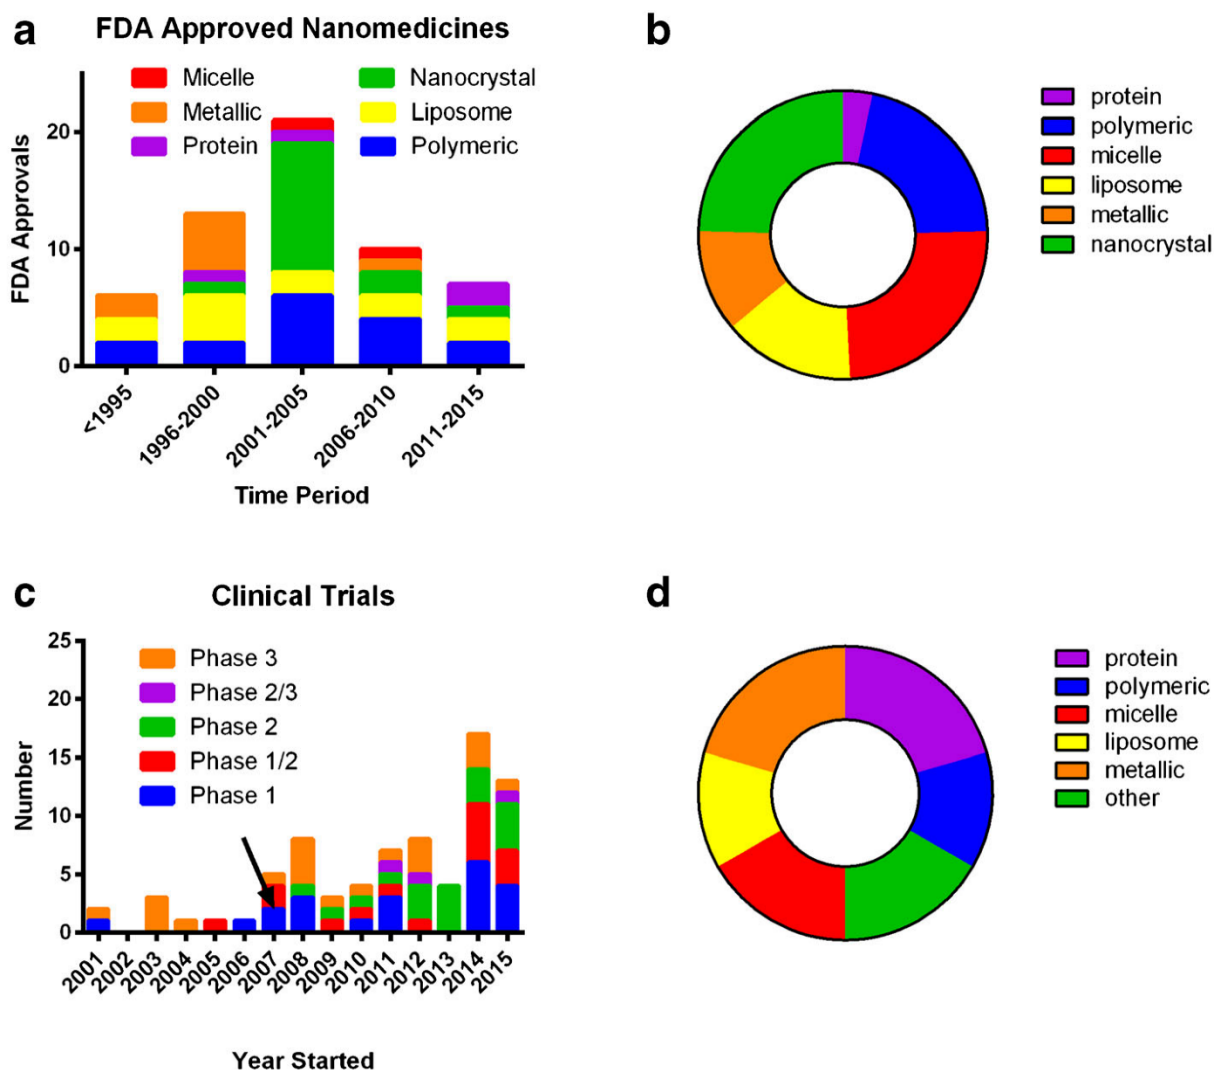 a
FDA Approved Nanomedicines
Micelle
Metallic
Protein
Nanocrystal
Liposome
Polymeric
FDA Approvals
20
10
0
<1995
1996-2000
2001-2005
2006-2010
2011-2015
Time Period
b
protein
polymeric
micelle
liposome
metallic
nanocrystal
c
Clinical Trials
Phase 3
Phase 2/3
Phase 2
Phase 1/2
Phase 1
Number
25
20
15
10
5
0
2001
2002
2003
2004
2005
2006
2007
2008
2009
2010
2011
2012
2013
2014
2015
Year Started
d
protein
polymeric
micelle
liposome
metallic
other